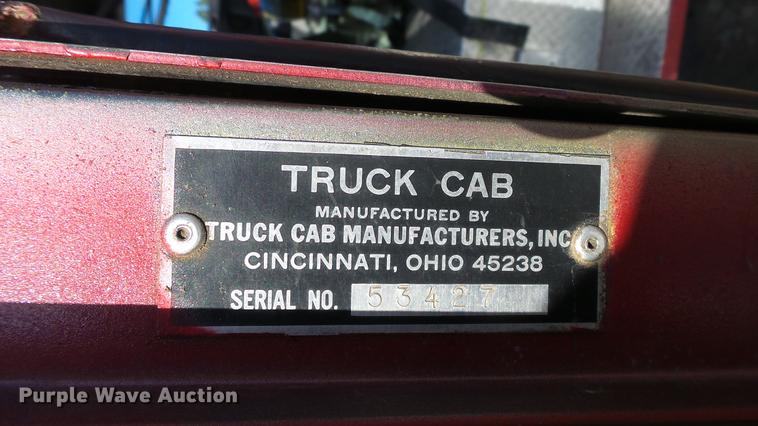 TRUCK CAB
MANUFACTURED BY
TRUCK CAB MANUFACTURERS, INC
CINCINNATI, OHIO 45238
SERIAL NO. 53427
Purple Wave Auction